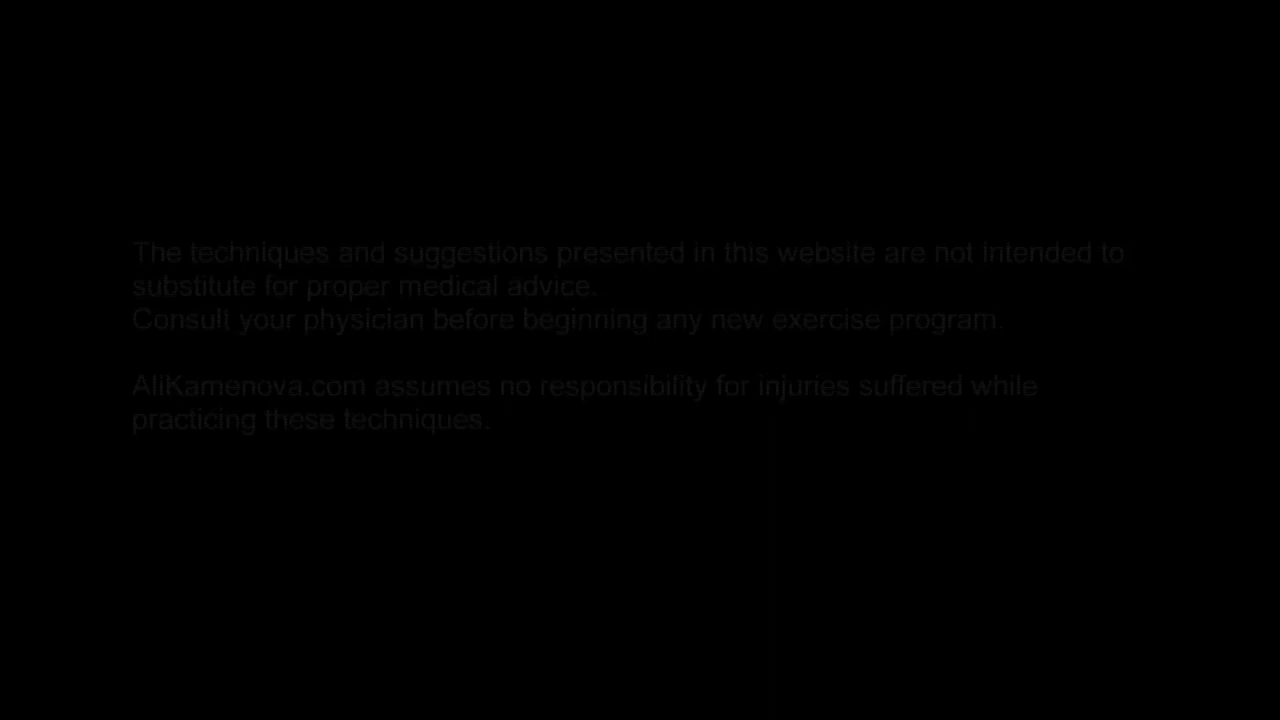 The techniques and suggestions presented in this website are not intended to
substitute for proper medical advice.
Consult your physician before beginning any new exercise program.
AliKamenova.com assumes no responsibility for injuries suffered while
practicing these techniques.